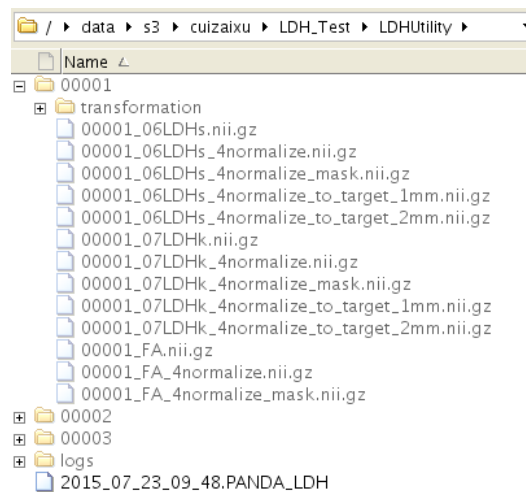 / data s3 cuizaixu LDH_Test LDHUtility
Name
00001
transformation
00001_06LDHs.nii.gz
00001_06LDHs_4normalize.nii.gz
00001_06LDHs_4normalize_mask.nii.gz
00001_06LDHs_4normalize_to_target_1mm.nii.gz
00001_06LDHs_4normalize_to_target_2mm.nii.gz
00001_07LDHk.nii.gz
00001_07LDHk_4normalize.nii.gz
00001_07LDHk_4normalize_mask.nii.gz
00001_07LDHk_4normalize_to_target_1mm.nii.gz
00001_07LDHk_4normalize_to_target_2mm.nii.gz
00001_FA.nii.gz
00001_FA_4normalize.nii.gz
00001_FA_4normalize_mask.nii.gz
00002
00003
logs
2015_07_23_09_48.PANDA_LDH